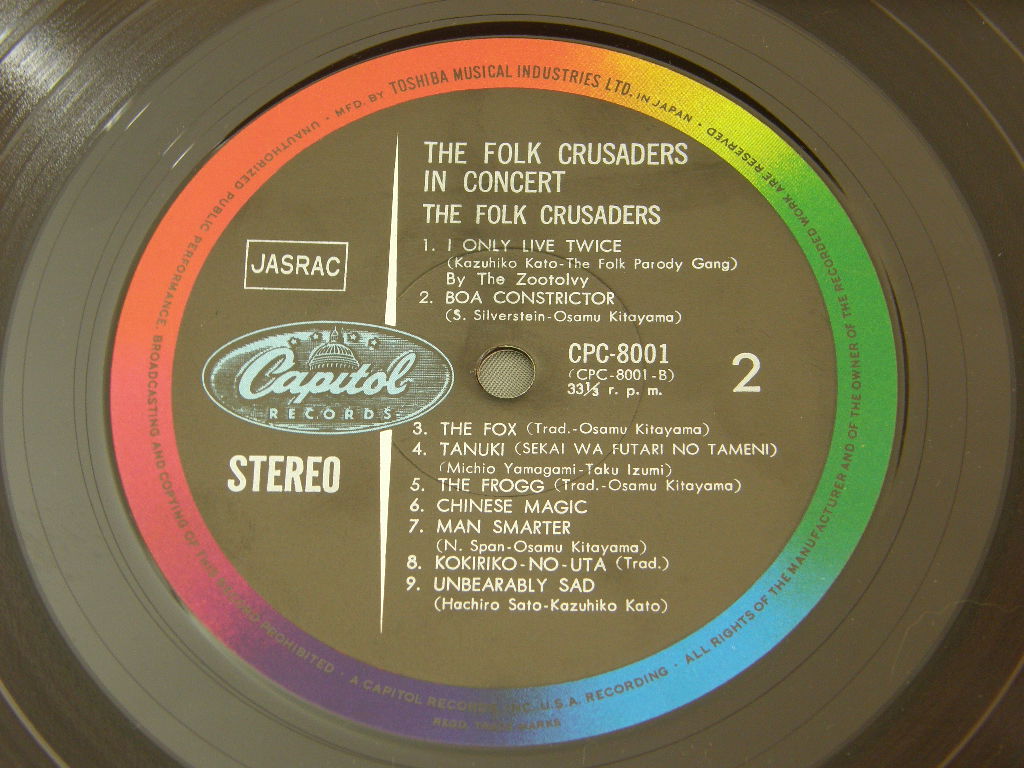 UNAUTHORIZED PUBLIC PERFORMANCE, BROADCASTING AND COPYING OF THIS RECORD PROHIBITED
· MFD. BY TOSHIBA MUSICAL INDUSTRIES LTD. IN JAPAN ·
ALL RIGHTS OF THE MANUFACTURER AND OF THE OWNER OF THE RECORDED WORK ARE RESERVED
· A CAPITOL RECORDS, INC. U.S.A. RECORDING ·
REGD. TRADE MARKS
THE FOLK CRUSADERS
IN CONCERT
THE FOLK CRUSADERS
1. I ONLY LIVE TWICE
(Kazuhiko Kato-The Folk Parody Gang)
By The Zootolvy
2. BOA CONSTRICTOR
(S. Silverstein-Osamu Kitayama)
JASRAC
Capitol
RECORDS
STEREO
CPC-8001
(CPC-8001-B)
33⅓ r. p. m.
2
3. THE FOX (Trad.-Osamu Kitayama)
4. TANUKI (SEKAI WA FUTARI NO TAMENI)
(Michio Yamagami-Taku Izumi)
5. THE FROGG (Trad.-Osamu Kitayama)
6. CHINESE MAGIC
7. MAN SMARTER
(N. Span-Osamu Kitayama)
8. KOKIRIKO-NO-UTA (Trad.)
9. UNBEARABLY SAD
(Hachiro Sato-Kazuhiko Kato)